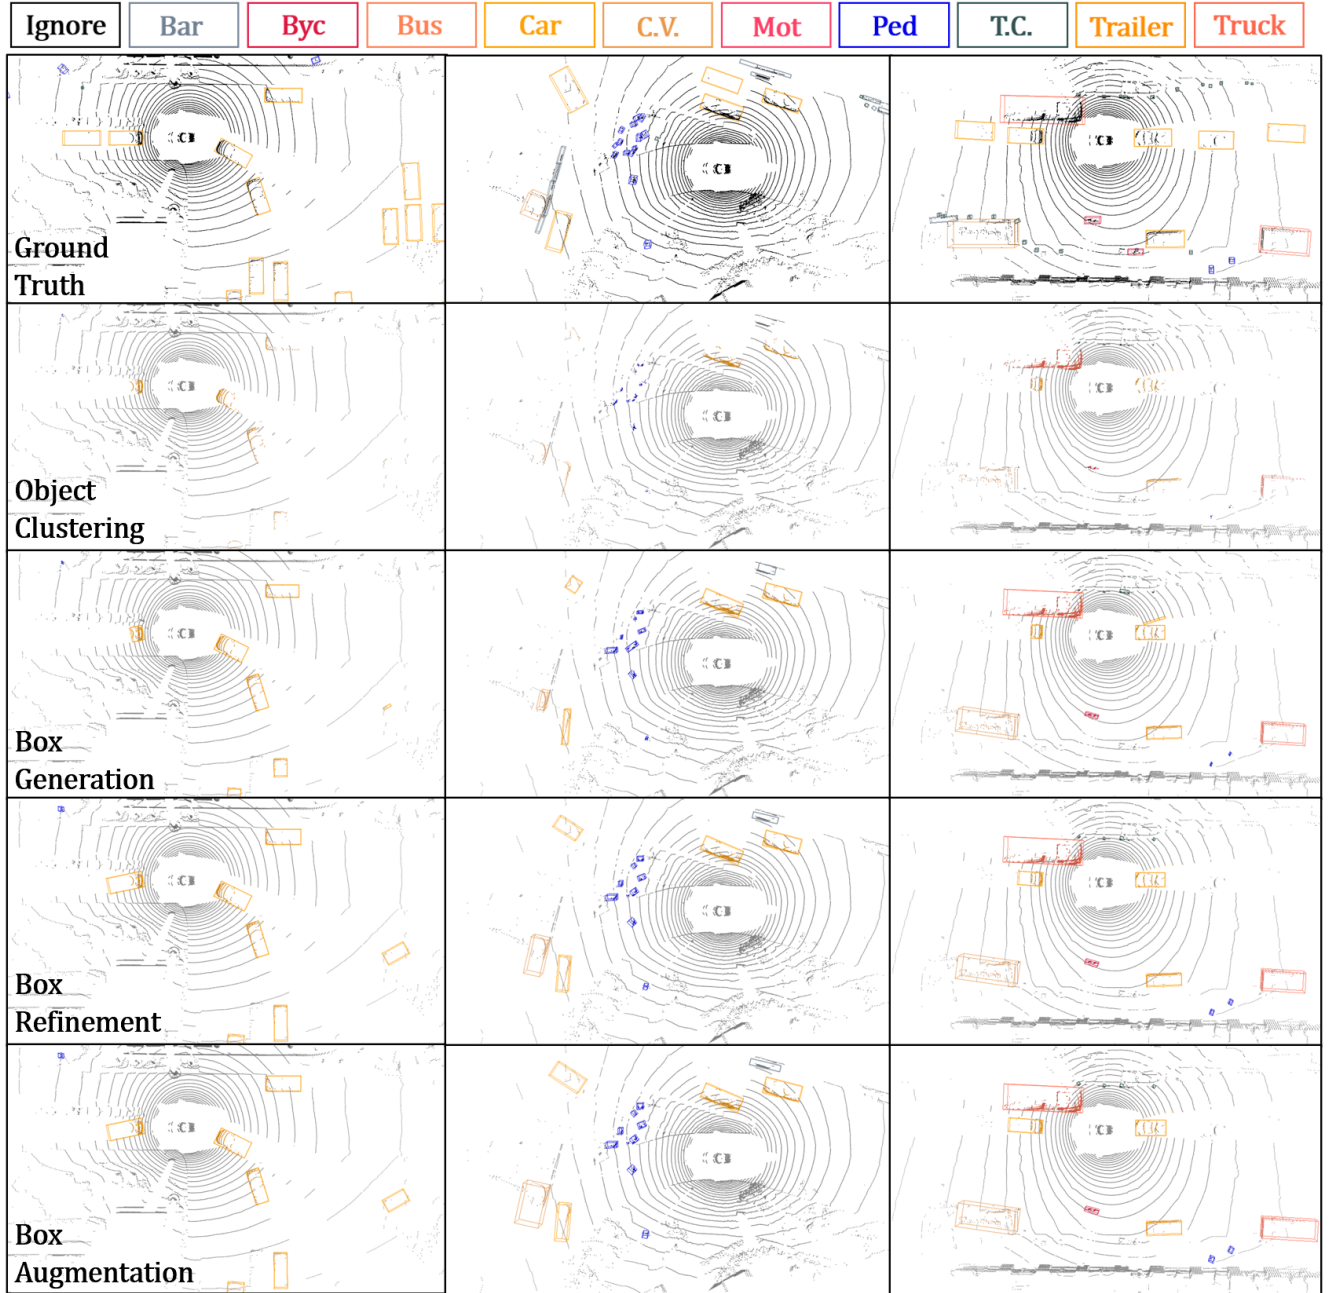 Ignore Bar Byc Bus Car C.V. Mot Ped T.C. Trailer Truck
Ground
Truth
Object
Clustering
Box
Generation
Box
Refinement
Box
Augmentation